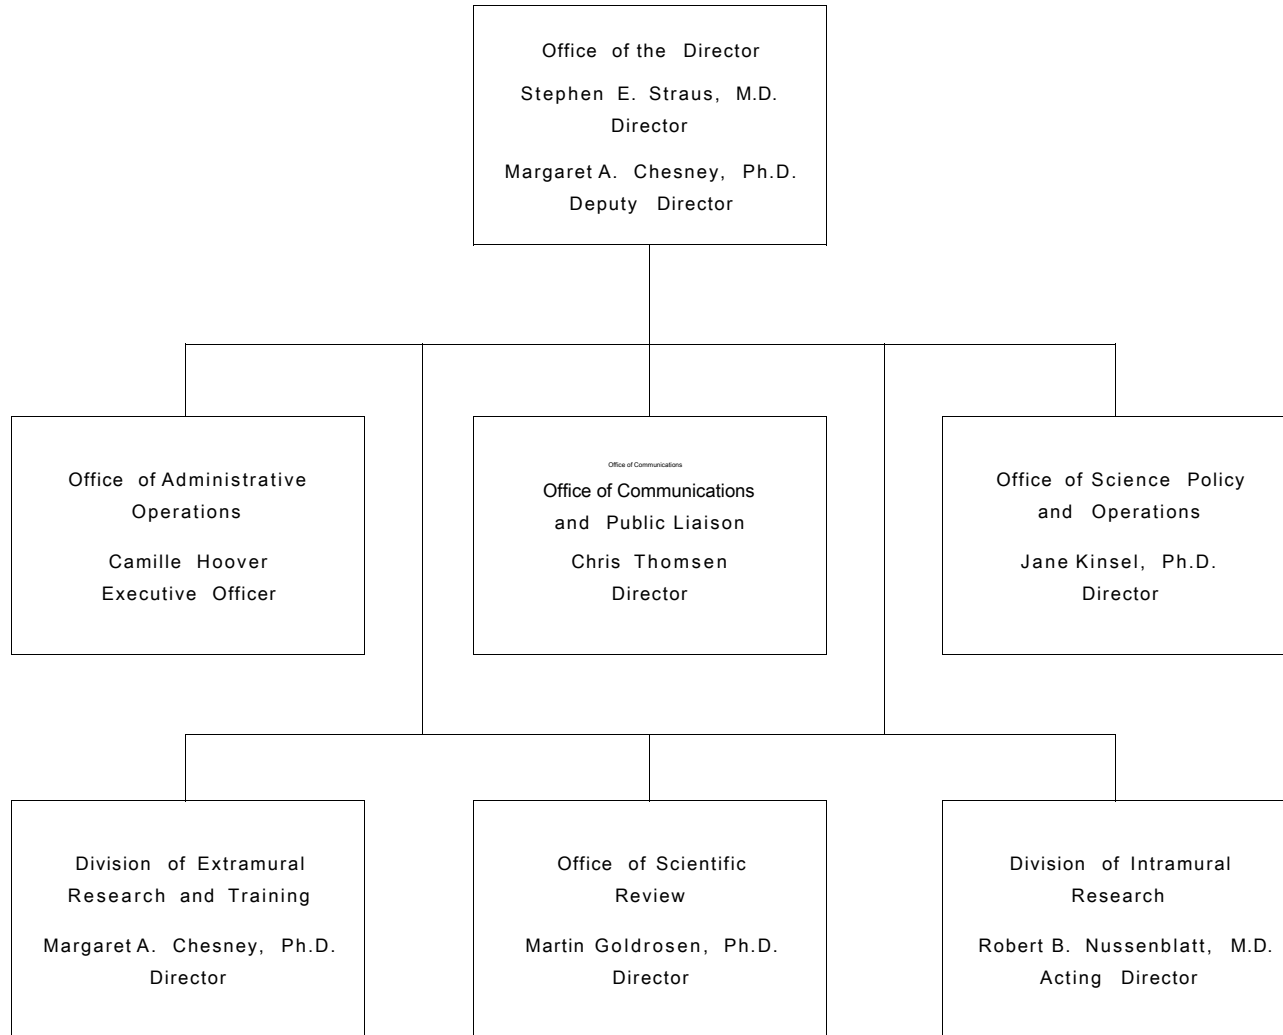 Office of the Director
Stephen E. Straus, M.D.
Director
Margaret A. Chesney, Ph.D.
Deputy Director
Office of Administrative
Operations
Camille Hoover
Executive Officer
Office of Communications
Office of Communications
and Public Liaison
Chris Thomsen
Director
Office of Science Policy
and Operations
Jane Kinsel, Ph.D.
Director
Division of Extramural
Research and Training
Margaret A. Chesney, Ph.D.
Director
Office of Scientific
Review
Martin Goldrosen, Ph.D.
Director
Division of Intramural
Research
Robert B. Nussenblatt, M.D.
Acting Director